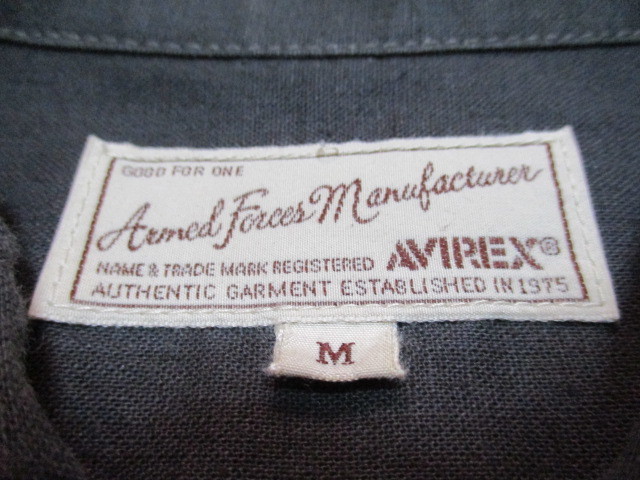 GOOD FOR ONE
Armed Forces Manufacturer
NAME & TRADE MARK REGISTERED AVIREX®
AUTHENTIC GARMENT ESTABLISHED IN 1975
M